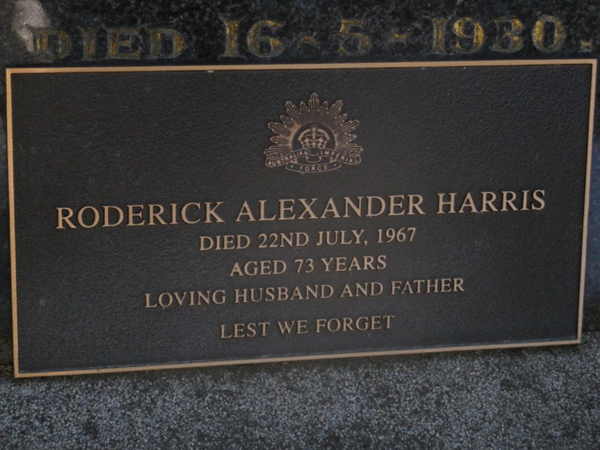 DIED 16-5-1930.
AUSTRALIAN IMPERIAL
FORCE
RODERICK ALEXANDER HARRIS
DIED 22ND JULY, 1967
AGED 73 YEARS
LOVING HUSBAND AND FATHER
LEST WE FORGET